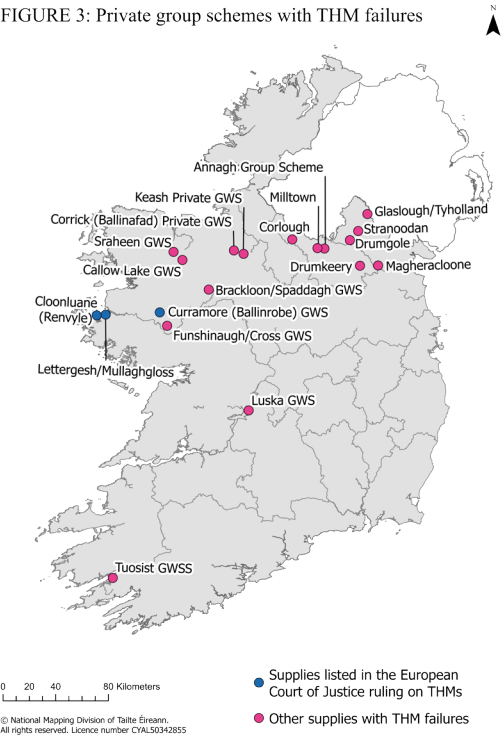 FIGURE 3: Private group schemes with THM failures
N
Annagh Group Scheme
Keash Private GWS
Milltown
Corrick (Ballinafad) Private GWS
Corlough
Glaslough/Tyholland
Stranoodan
Sraheen GWS
Drumgole
Callow Lake GWS
Drumkeery
Magheracloone
Brackloon/Spaddagh GWS
Cloonluane
(Renvyle)
Curramore (Ballinrobe) GWS
Funshinaugh/Cross GWS
Lettergesh/Mullaghgloss
Luska GWS
Tuosist GWSS
0 20 40 80 Kilometers
Supplies listed in the European
Court of Justice ruling on THMs
Other supplies with THM failures
© National Mapping Division of Tailte Éireann.
All rights reserved. Licence number CYAL50342855